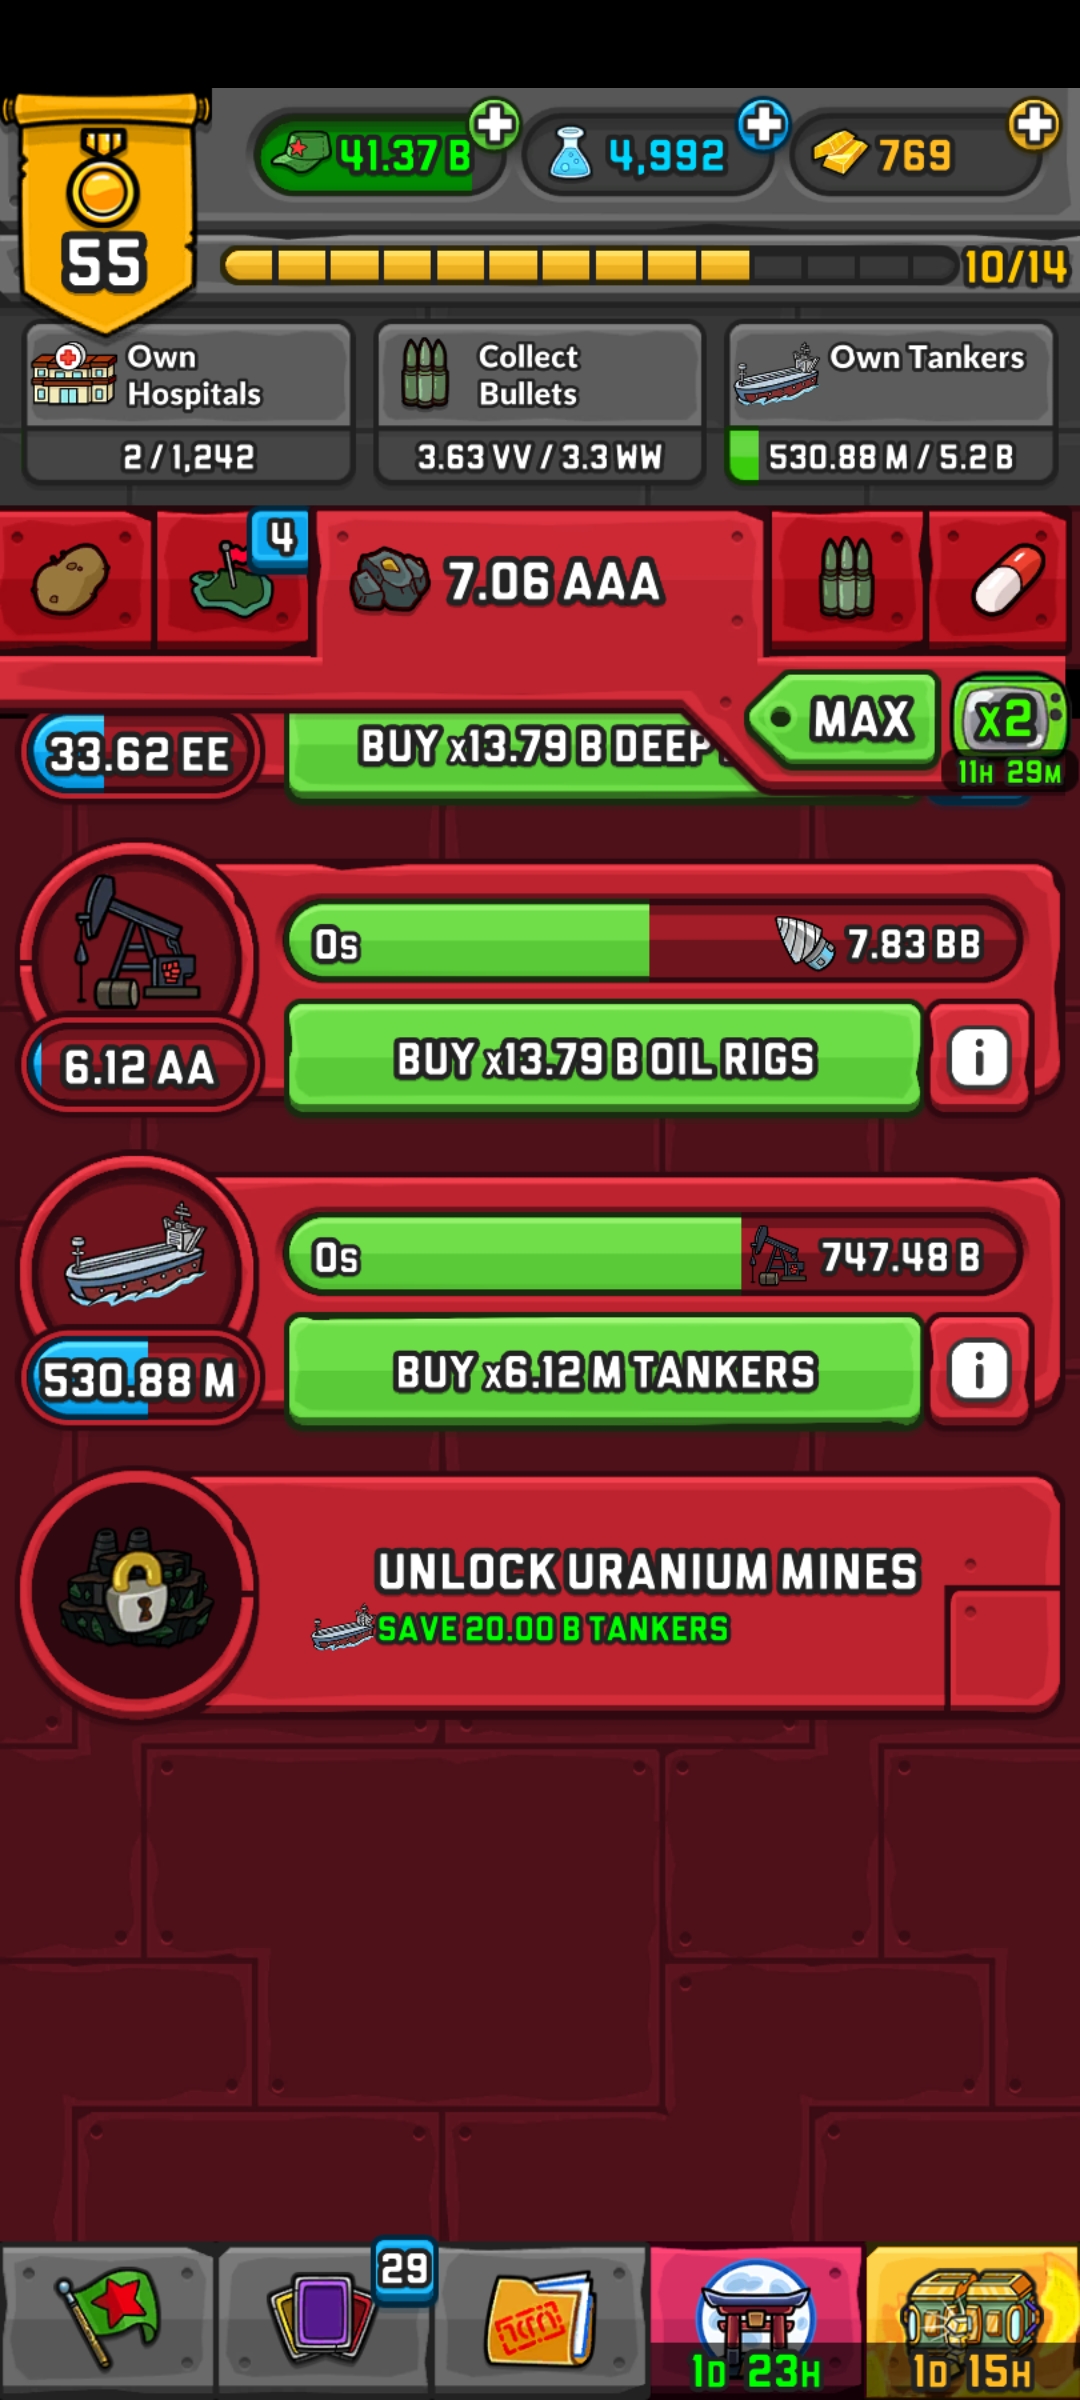 41.37 B
4,992
769
55
10/14
Own
Hospitals
2 / 1,242
Collect
Bullets
3.63 VV / 3.3 WW
Own Tankers
530.88 M / 5.2 B
4
7.06 AAA
MAX
x2
11H 29M
33.62 EE
BUY x13.79 B DEEP
0s
7.83 BB
6.12 AA
BUY x13.79 B OIL RIGS
i
0s
747.48 B
530.88 M
BUY x6.12 M TANKERS
i
UNLOCK URANIUM MINES
SAVE 20.00 B TANKERS
29
1D 23H
1D 15H